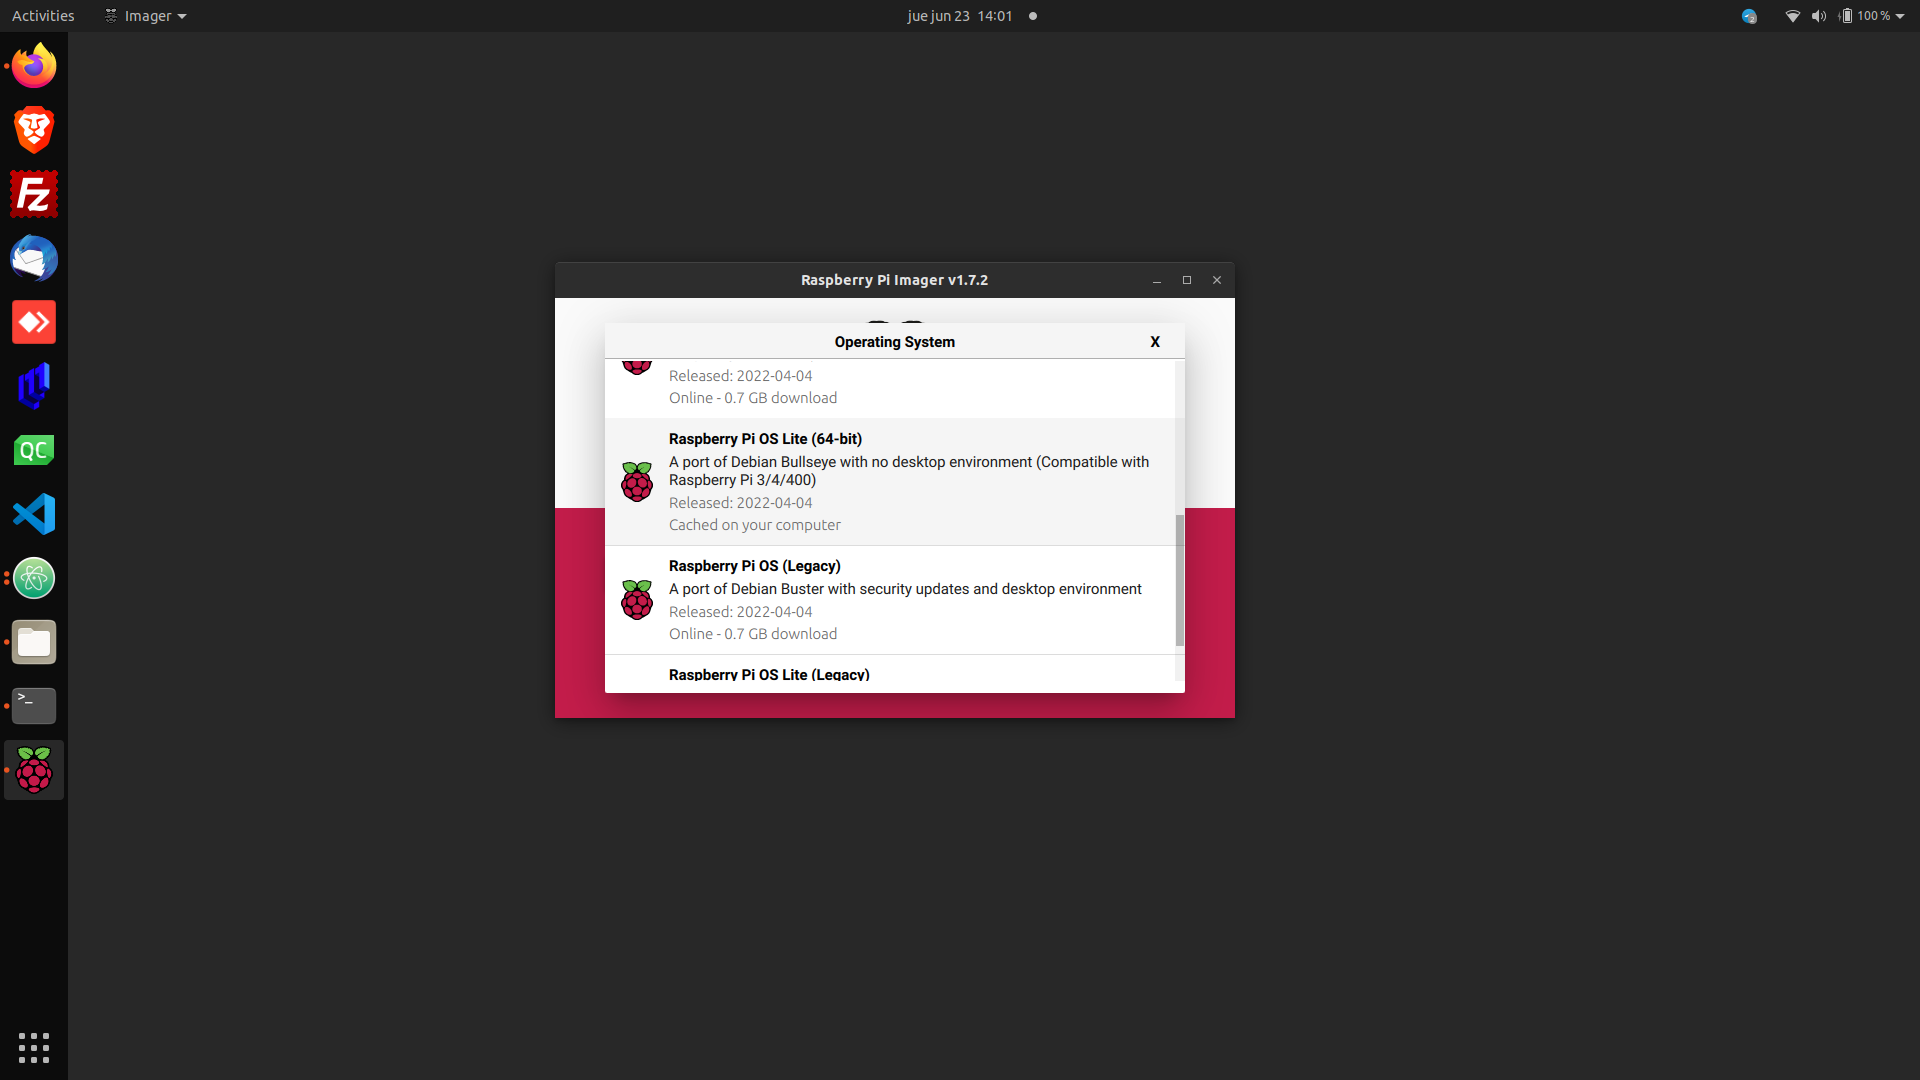 Activities Imager jue jun 23 14:01 2 100 %
Fz
QC
>_
Raspberry Pi Imager v1.7.2
Operating System X
Released: 2022-04-04
Online - 0.7 GB download
Raspberry Pi OS Lite (64-bit)
A port of Debian Bullseye with no desktop environment (Compatible with
Raspberry Pi 3/4/400)
Released: 2022-04-04
Cached on your computer
Raspberry Pi OS (Legacy)
A port of Debian Buster with security updates and desktop environment
Released: 2022-04-04
Online - 0.7 GB download
Raspberry Pi OS Lite (Legacy)